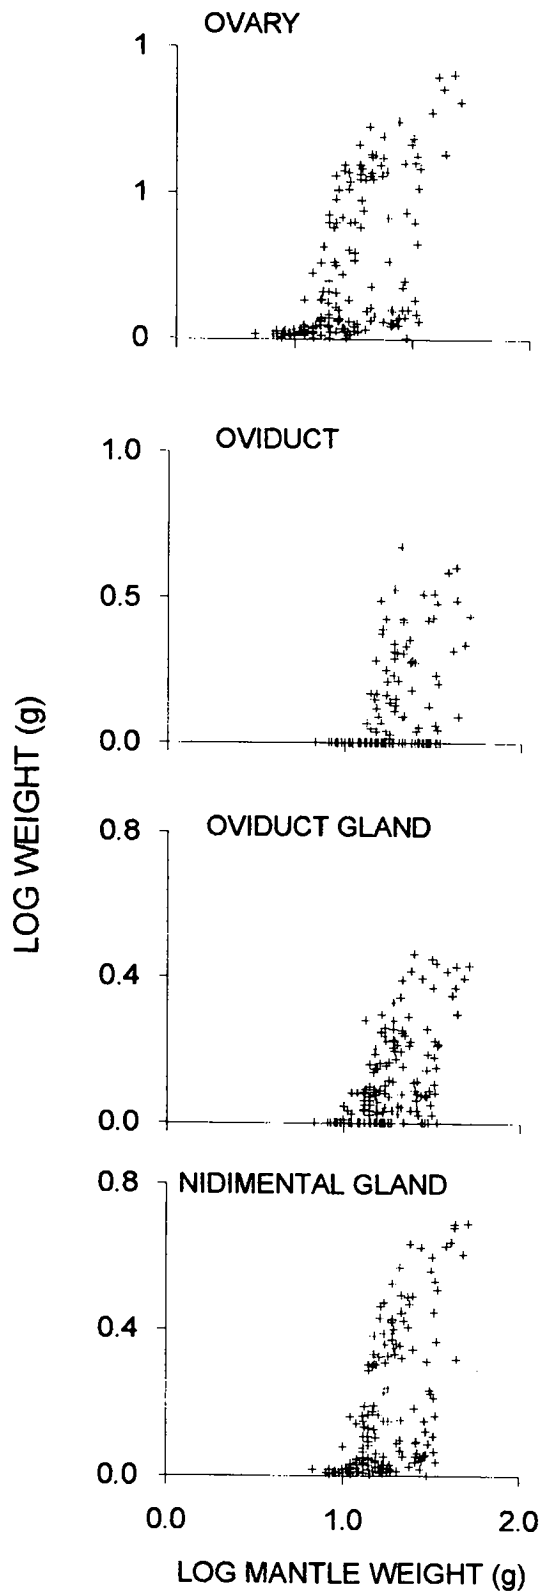 OVARY
1
1
0
OVIDUCT
1.0
0.5
0.0
OVIDUCT GLAND
0.8
0.4
0.0
NIDIMENTAL GLAND
0.8
0.4
0.0
0.0 1.0 2.0
LOG WEIGHT (g)
LOG MANTLE WEIGHT (g)